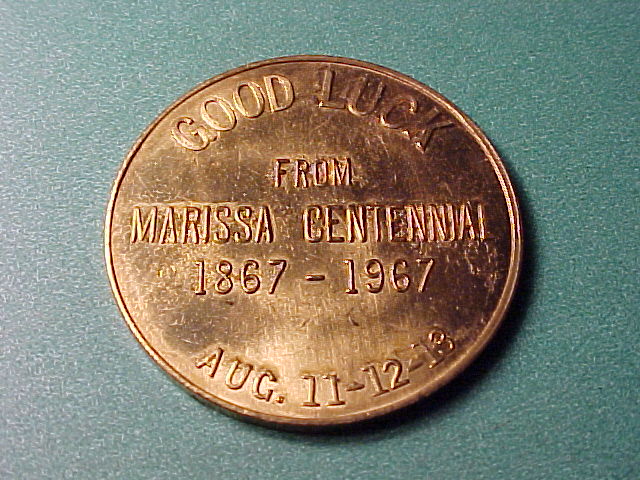 GOOD LUCK
FROM
MARISSA CENTENNIAL
1867 - 1967
AUG. 11-12-13